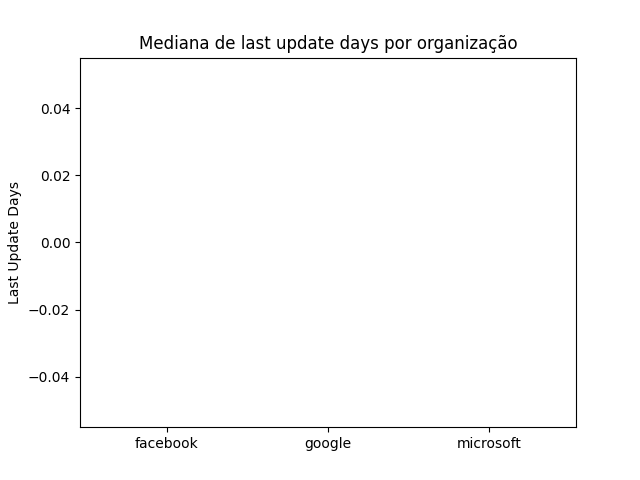 Mediana de last update days por organização
Last Update Days
0.04
0.02
0.00
−0.02
−0.04
facebook
google
microsoft